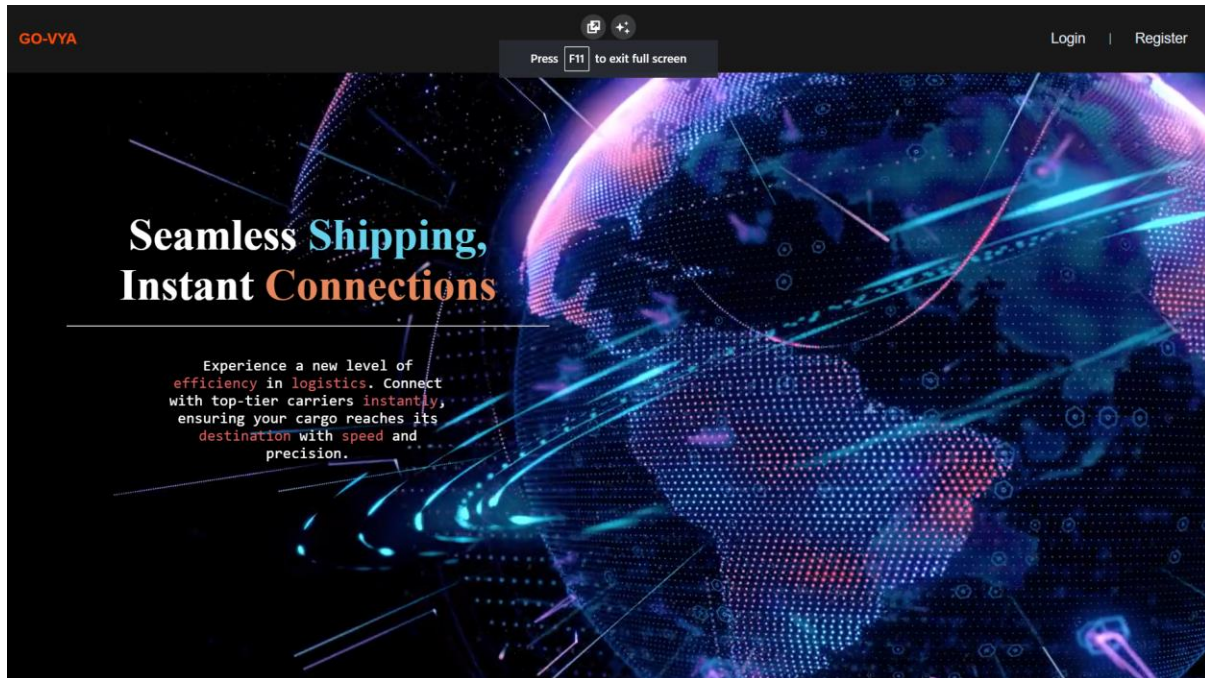 GO-VYA
Login | Register
Press F11 to exit full screen
Seamless Shipping,
Instant Connections
Experience a new level of
efficiency in logistics. Connect
with top-tier carriers instantly,
ensuring your cargo reaches its
destination with speed and
precision.